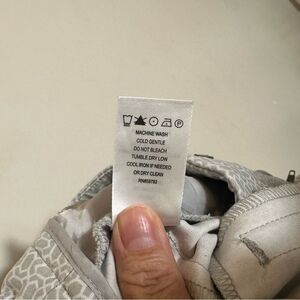 MACHINE WASH
COLD GENTLE
DO NOT BLEACH
TUMBLE DRY LOW
COOL IRON IF NEEDED
OR DRY CLEAN